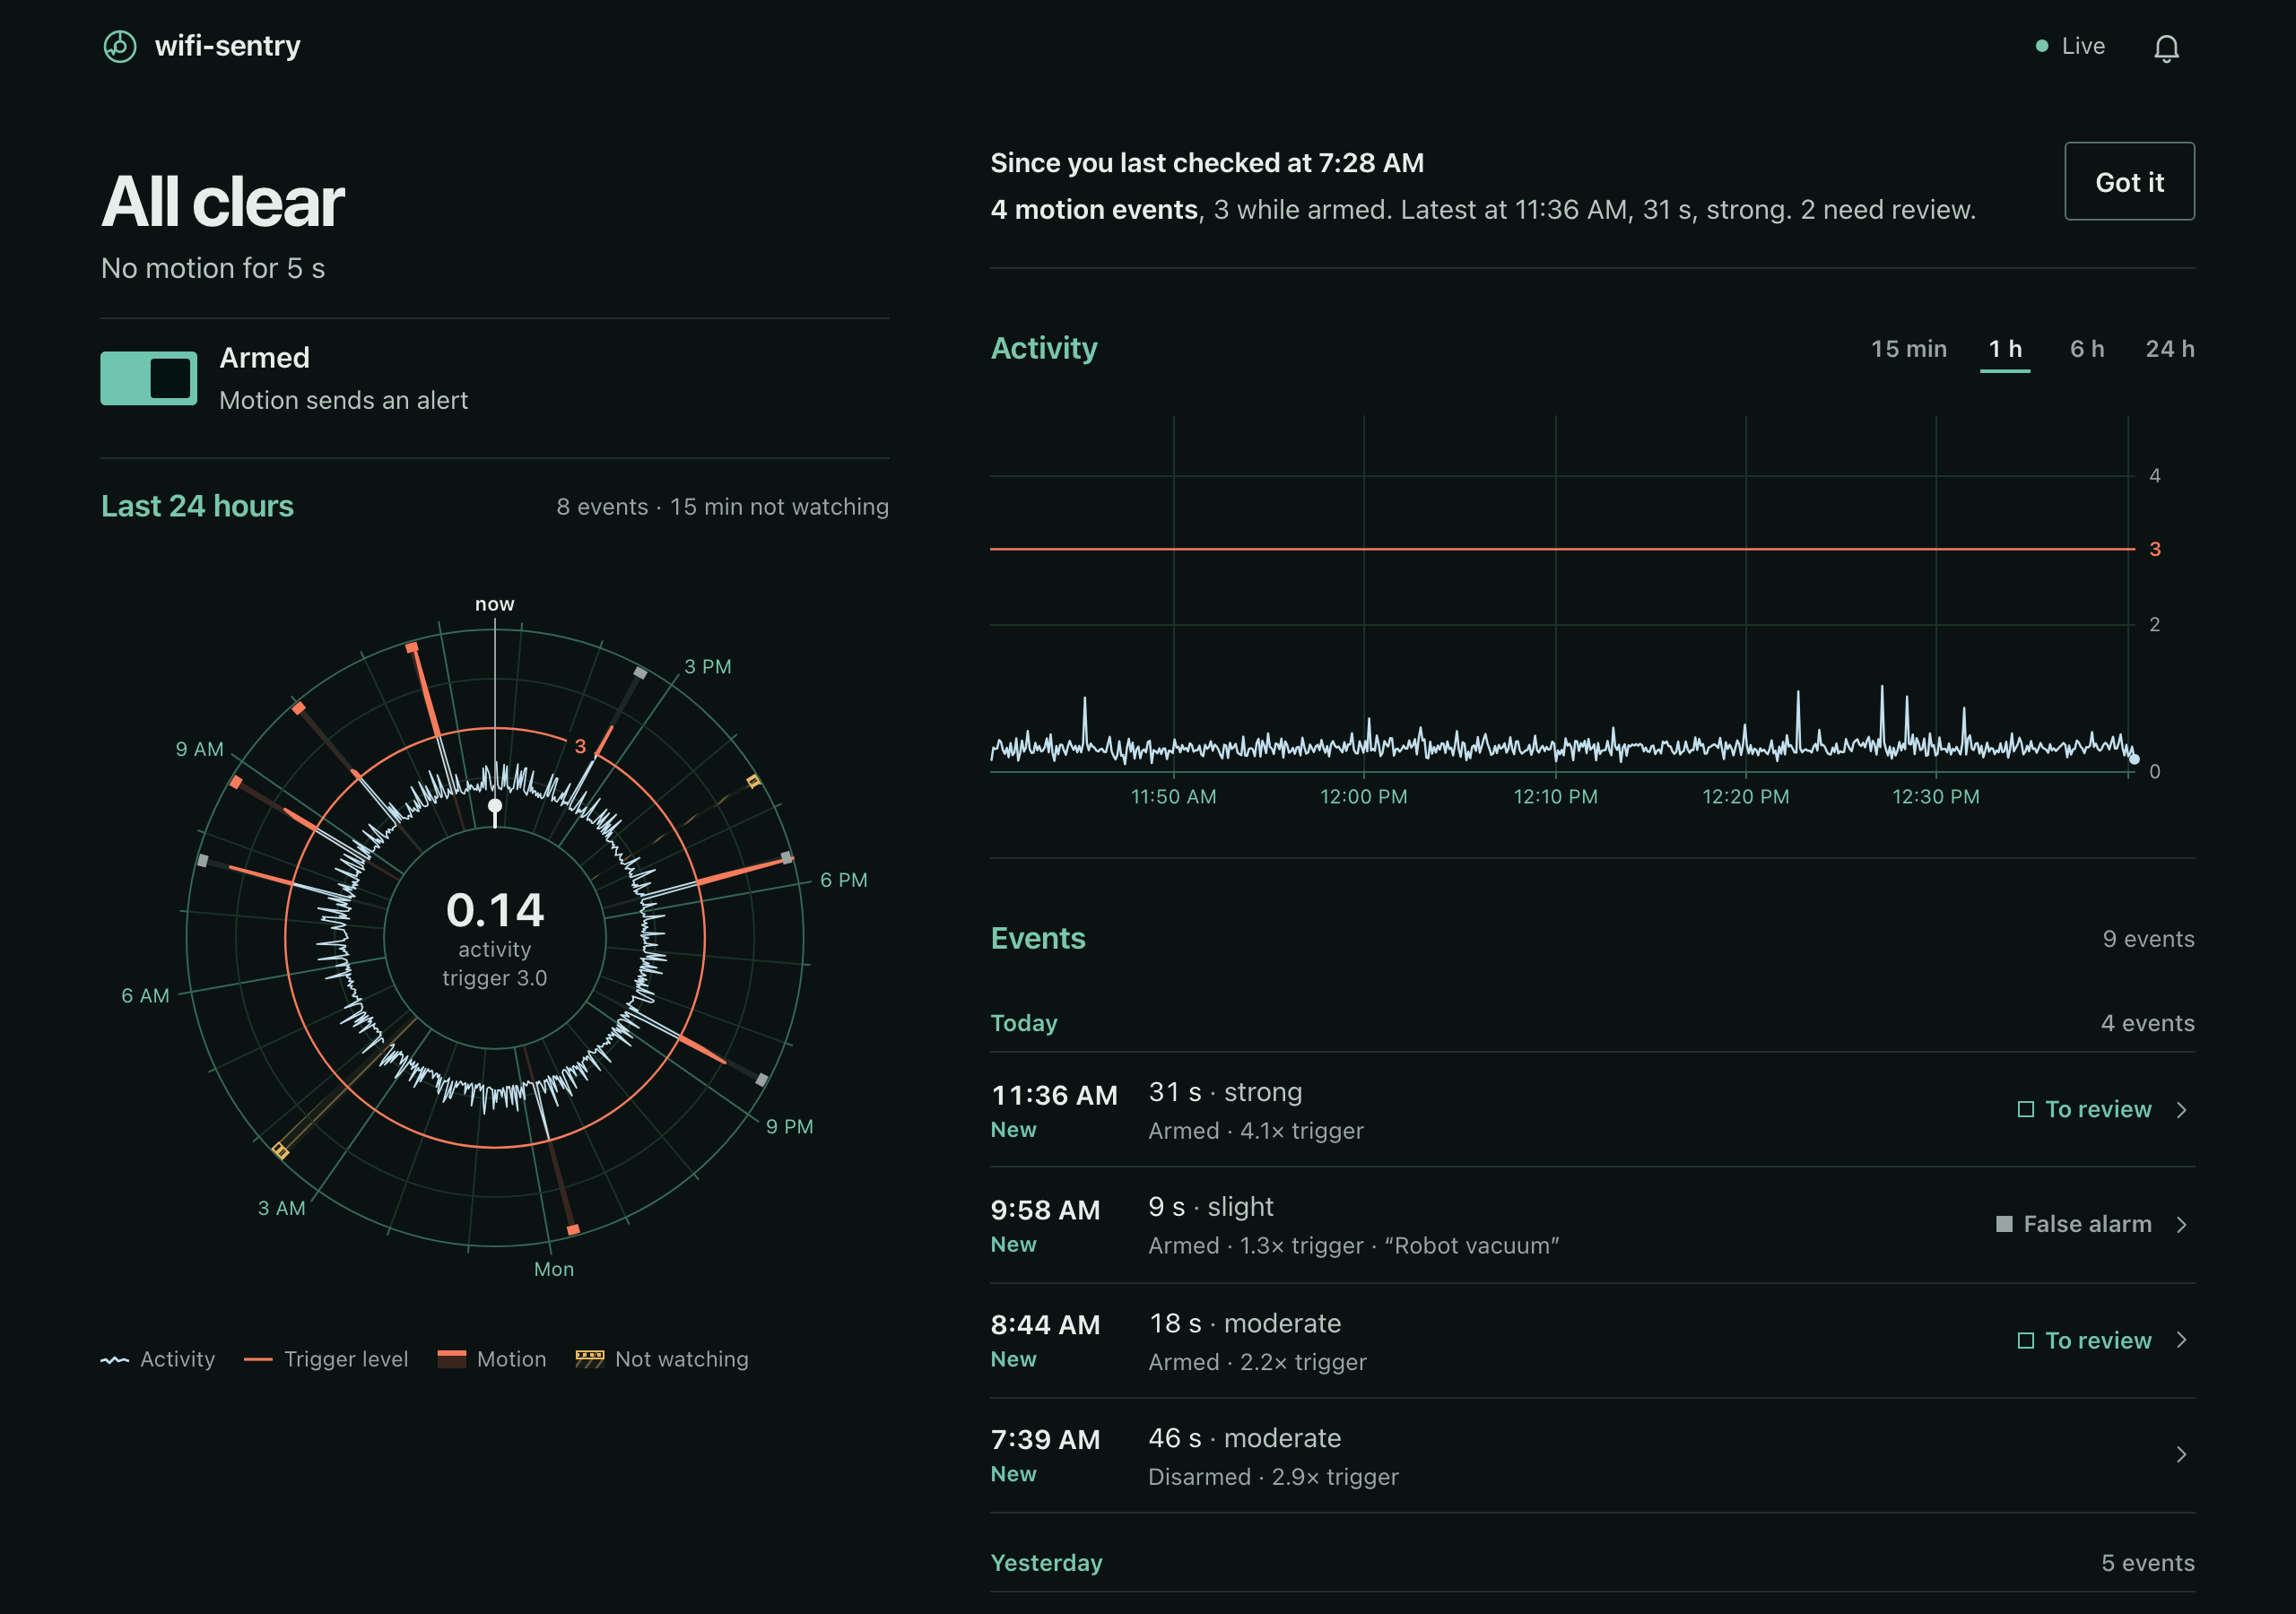 wifi-sentry
Live
All clear
No motion for 5 s
Armed
Motion sends an alert
Last 24 hours
8 events · 15 min not watching
now
3 PM
6 PM
9 PM
Mon
3 AM
6 AM
9 AM
3
0.14
activity
trigger 3.0
Activity
Trigger level
Motion
Not watching
Since you last checked at 7:28 AM
4 motion events, 3 while armed. Latest at 11:36 AM, 31 s, strong. 2 need review.
Got it
Activity
15 min
1 h
6 h
24 h
4
3
2
0
11:50 AM
12:00 PM
12:10 PM
12:20 PM
12:30 PM
Events
9 events
Today
4 events
11:36 AM
New
31 s · strong
Armed · 4.1× trigger
To review
9:58 AM
New
9 s · slight
Armed · 1.3× trigger · “Robot vacuum”
False alarm
8:44 AM
New
18 s · moderate
Armed · 2.2× trigger
To review
7:39 AM
New
46 s · moderate
Disarmed · 2.9× trigger
Yesterday
5 events